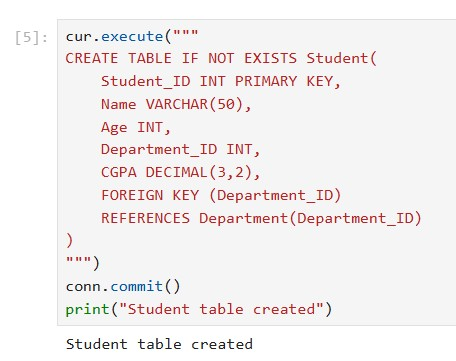 [5]: cur.execute("""
CREATE TABLE IF NOT EXISTS Student(
    Student_ID INT PRIMARY KEY,
    Name VARCHAR(50),
    Age INT,
    Department_ID INT,
    CGPA DECIMAL(3,2),
    FOREIGN KEY (Department_ID)
    REFERENCES Department(Department_ID)
)
""")
conn.commit()
print("Student table created")
Student table created